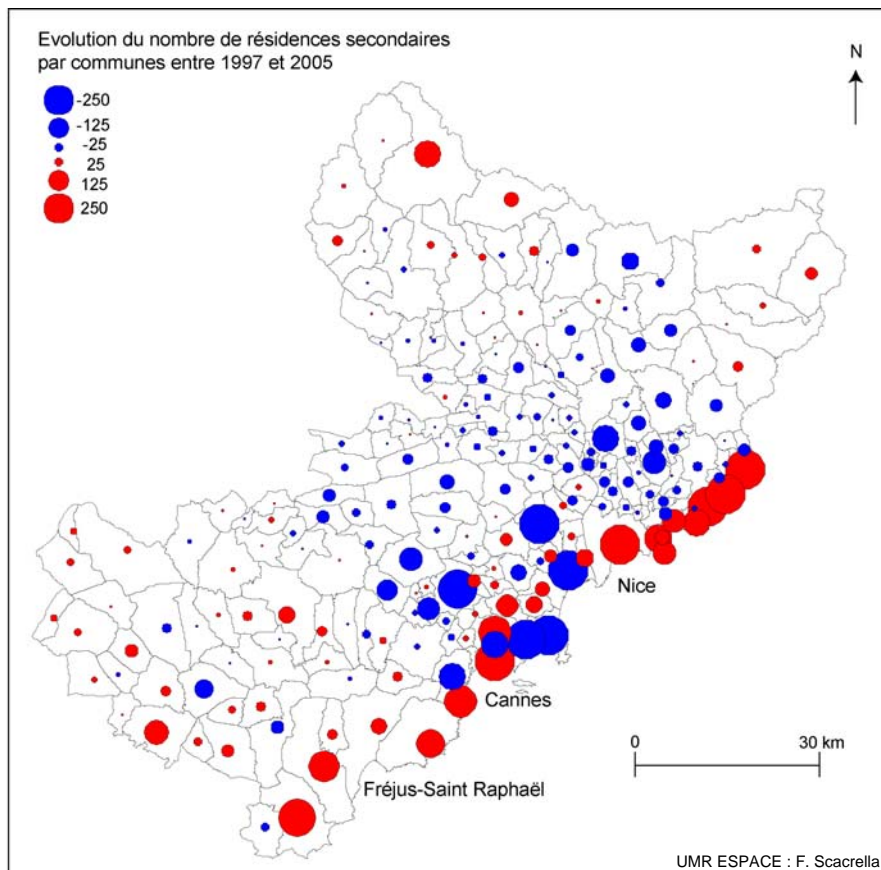 Evolution du nombre de résidences secondaires
par communes entre 1997 et 2005
N
-250
-125
-25
25
125
250
Nice
Cannes
0 30 km
Fréjus-Saint Raphaël
UMR ESPACE : F. Scacrella